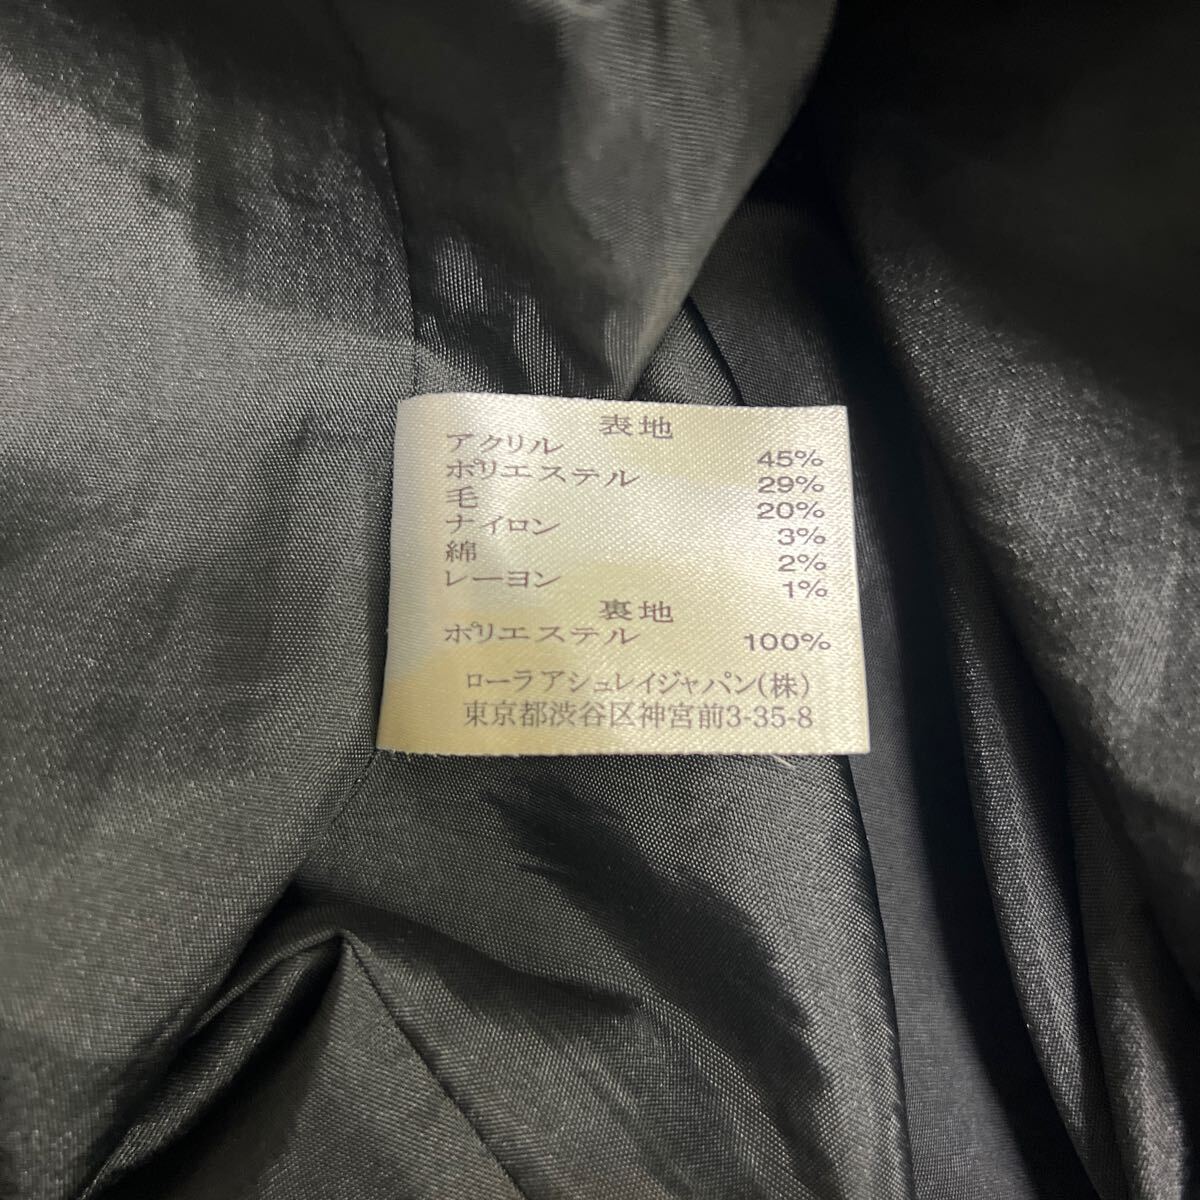 表地
アクリル 45%
ポリエステル 29%
毛 20%
ナイロン 3%
綿 2%
レーヨン 1%
裏地
ポリエステル 100%
ローラ アシュレイジャパン(株)
東京都渋谷区神宮前3-35-8